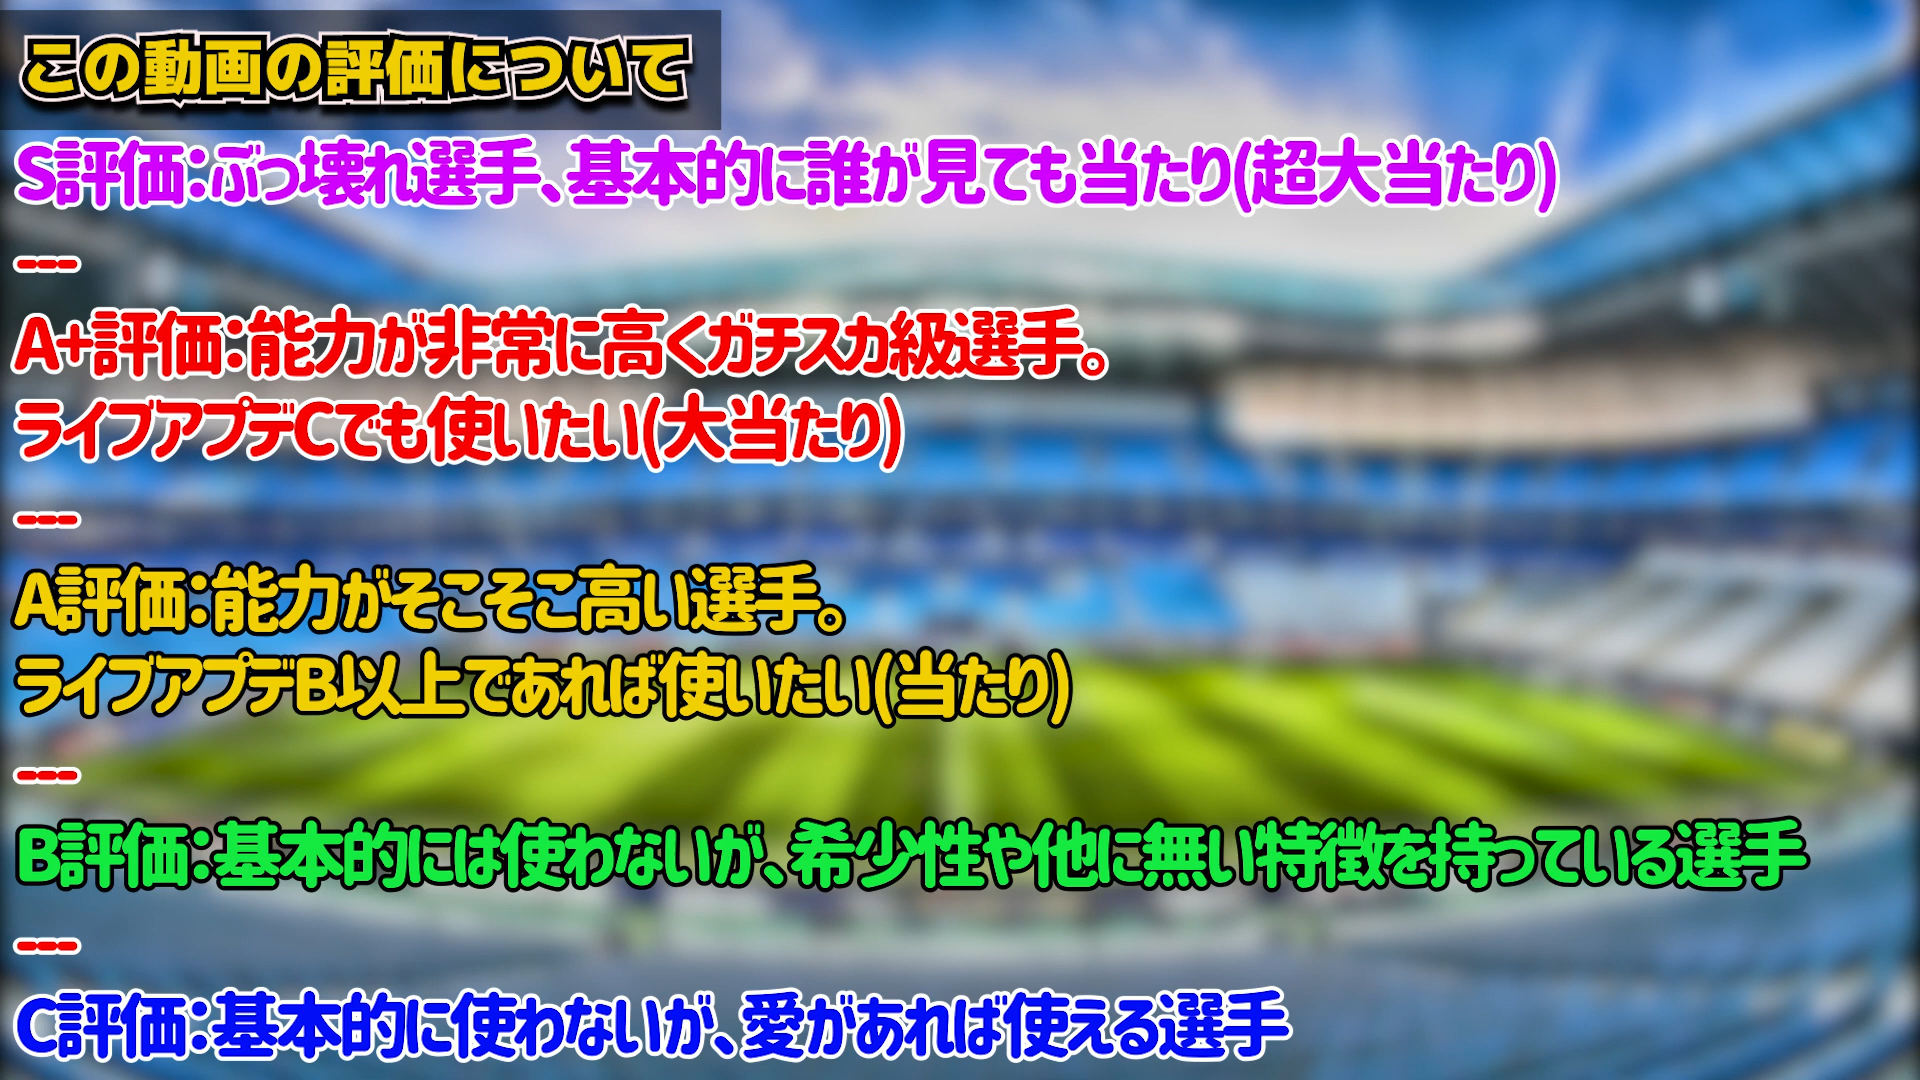 この動画の評価について
S評価:ぶっ壊れ選手、基本的に誰が見ても当たり(超大当たり)
---
A+評価:能力が非常に高くガチスカ級選手。
ライブアプデCでも使いたい(大当たり)
---
A評価:能力がそこそこ高い選手。
ライブアプデB以上であれば使いたい(当たり)
---
B評価:基本的には使わないが、希少性や他に無い特徴を持っている選手
---
C評価:基本的に使わないが、愛があれば使える選手